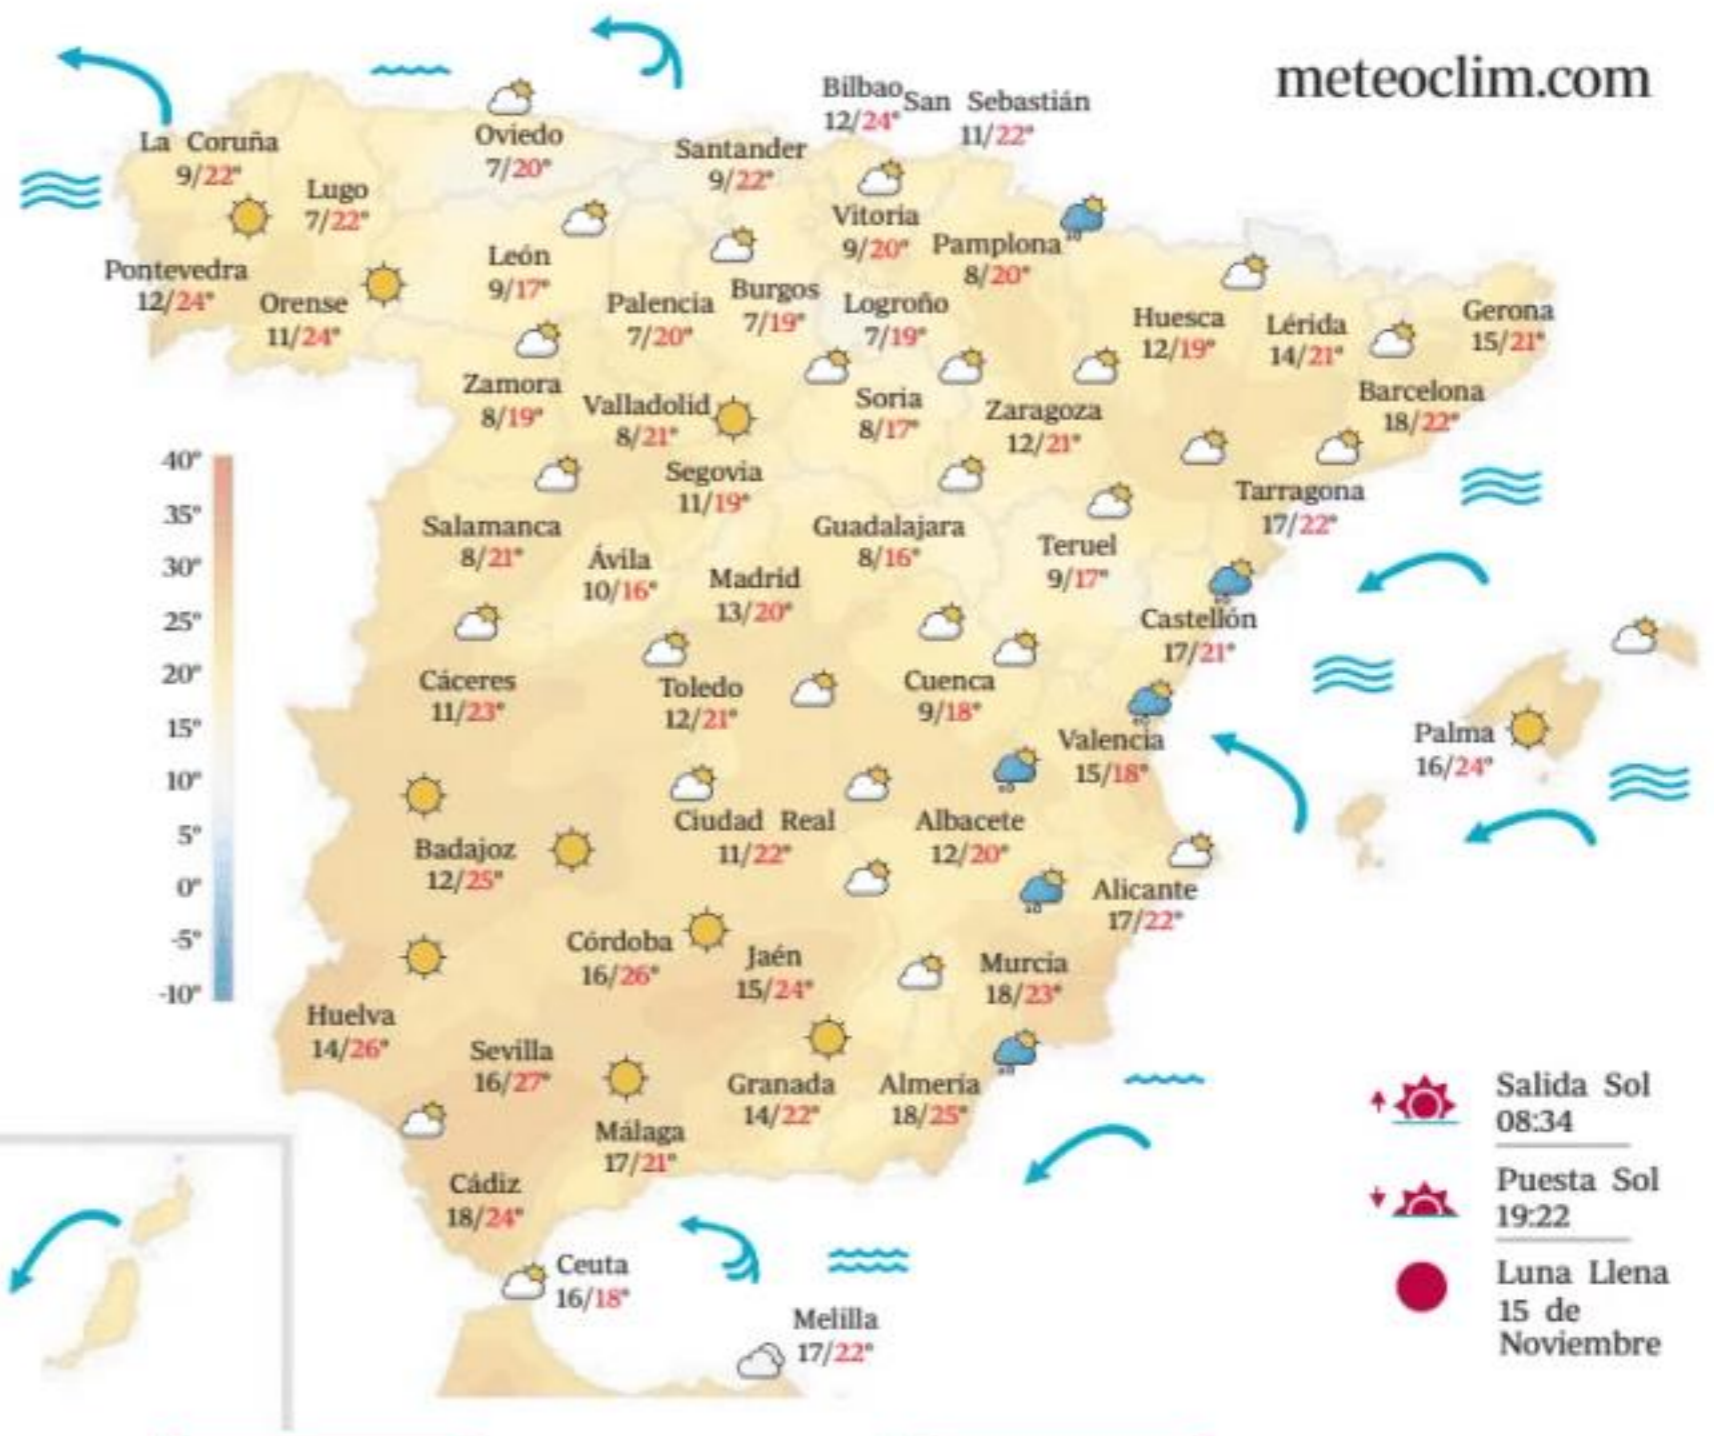 meteoclim.com
Bilbao
12/24°
San Sebastián
11/22°
La Coruña
9/22°
Oviedo
7/20°
Santander
9/22°
Lugo
7/22°
Vitoria
9/20°
Pamplona
8/20°
Pontevedra
12/24°
Orense
11/24°
León
9/17°
Palencia
7/20°
Burgos
7/19°
Logroño
7/19°
Huesca
12/19°
Lérida
14/21°
Gerona
15/21°
Zamora
8/19°
Valladolid
8/21°
Soria
8/17°
Zaragoza
12/21°
Barcelona
18/22°
Segovia
11/19°
Tarragona
17/22°
Salamanca
8/21°
Ávila
10/16°
Madrid
13/20°
Guadalajara
8/16°
Teruel
9/17°
Castellón
17/21°
Cáceres
11/23°
Toledo
12/21°
Cuenca
9/18°
Valencia
15/18°
Palma
16/24°
Badajoz
12/25°
Ciudad Real
11/22°
Albacete
12/20°
Alicante
17/22°
Córdoba
16/26°
Jaén
15/24°
Murcia
18/23°
Huelva
14/26°
Sevilla
16/27°
Málaga
17/21°
Granada
14/22°
Almería
18/25°
Cádiz
18/24°
Ceuta
16/18°
Melilla
17/22°
40°
35°
30°
25°
20°
15°
10°
5°
0°
-5°
-10°
Salida Sol
08:34
Puesta Sol
19:22
Luna Llena
15 de
Noviembre